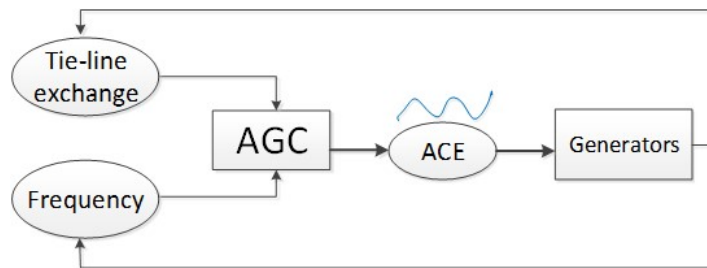 Tie-line
exchange
AGC
ACE
Generators
Frequency